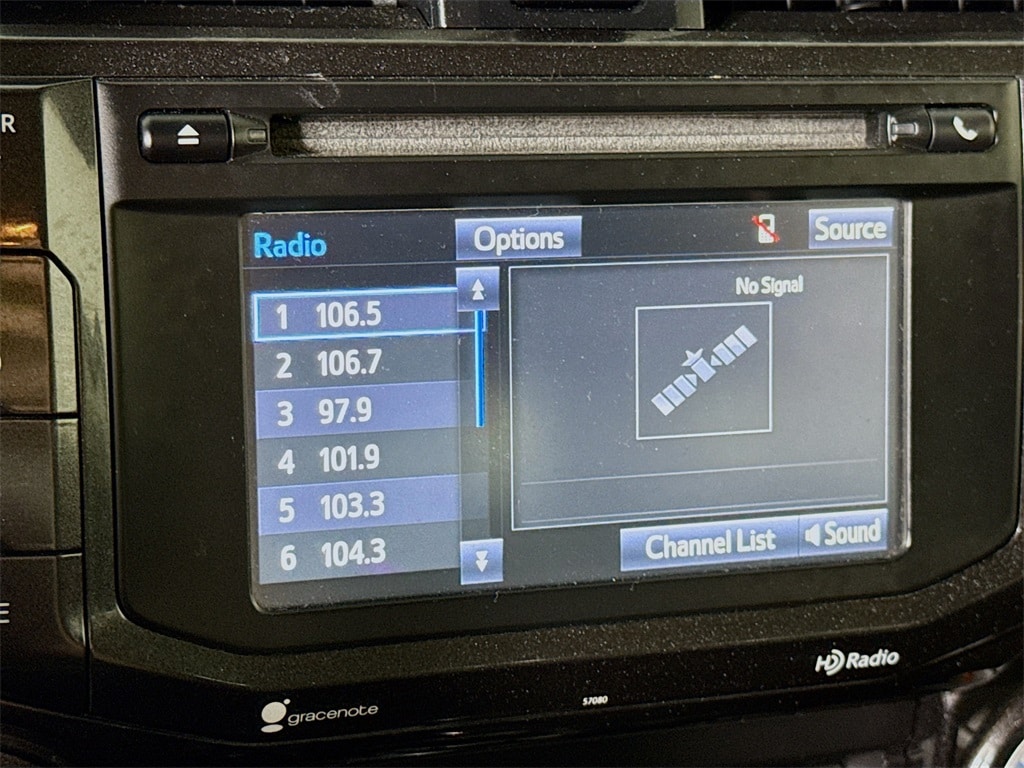 R
Radio
Options
Source
No Signal
1 106.5
2 106.7
3 97.9
4 101.9
5 103.3
6 104.3
Channel List
Sound
E
HD Radio
gracenote
57080